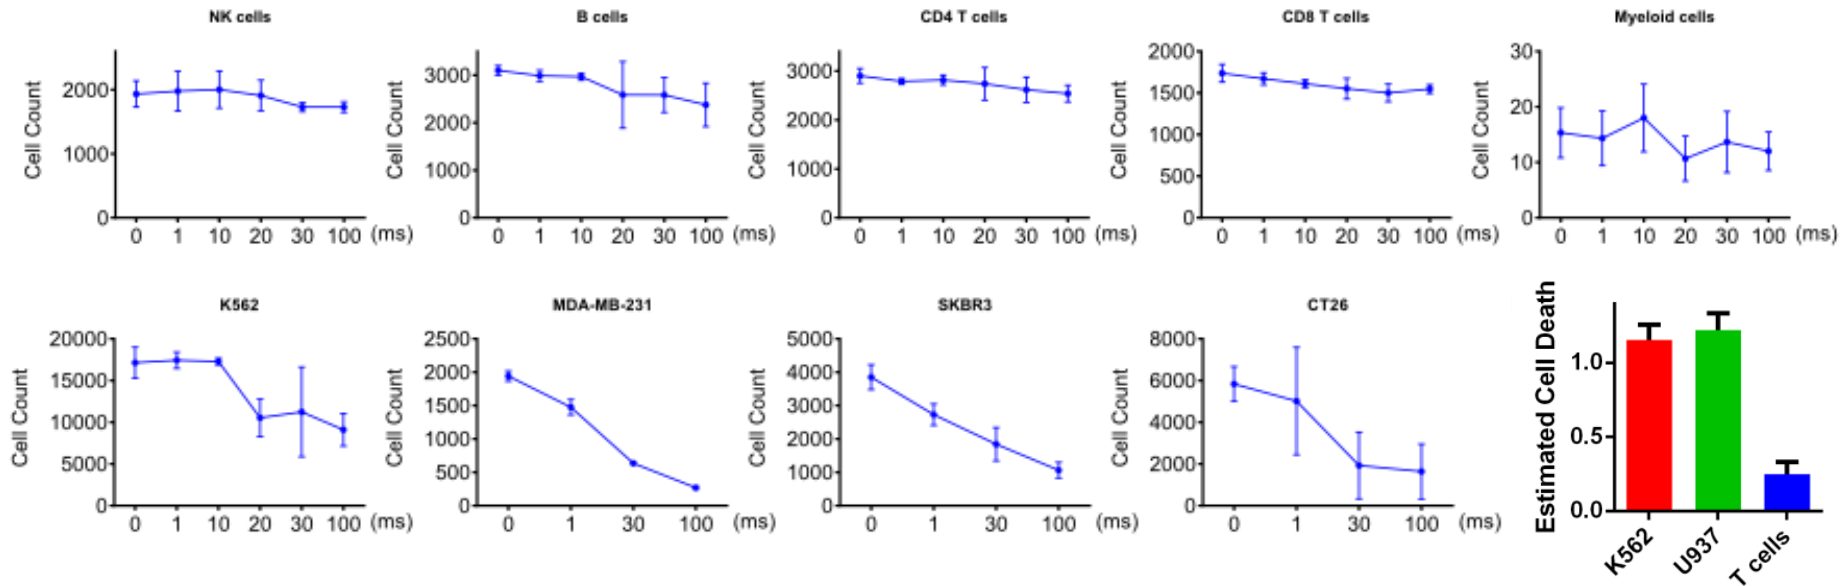 NK cells
Cell Count
2000
1000
0
0 1 10 20 30 100 (ms)
B cells
Cell Count
3000
2000
1000
0
0 1 10 20 30 100 (ms)
CD4 T cells
Cell Count
3000
2000
1000
0
0 1 10 20 30 100 (ms)
CD8 T cells
Cell Count
2000
1500
1000
500
0
0 1 10 20 30 100 (ms)
Myeloid cells
Cell Count
30
20
10
0
0 1 10 20 30 100 (ms)
K562
Cell Count
20000
15000
10000
5000
0
0 1 10 20 30 100 (ms)
MDA-MB-231
Cell Count
2500
2000
1500
1000
500
0
0 1 30 100 (ms)
SKBR3
Cell Count
5000
4000
3000
2000
1000
0
0 1 30 100 (ms)
CT26
Cell Count
8000
6000
4000
2000
0
0 1 30 100 (ms)
Estimated Cell Death
1.0
0.5
0.0
K562 U937 T cells